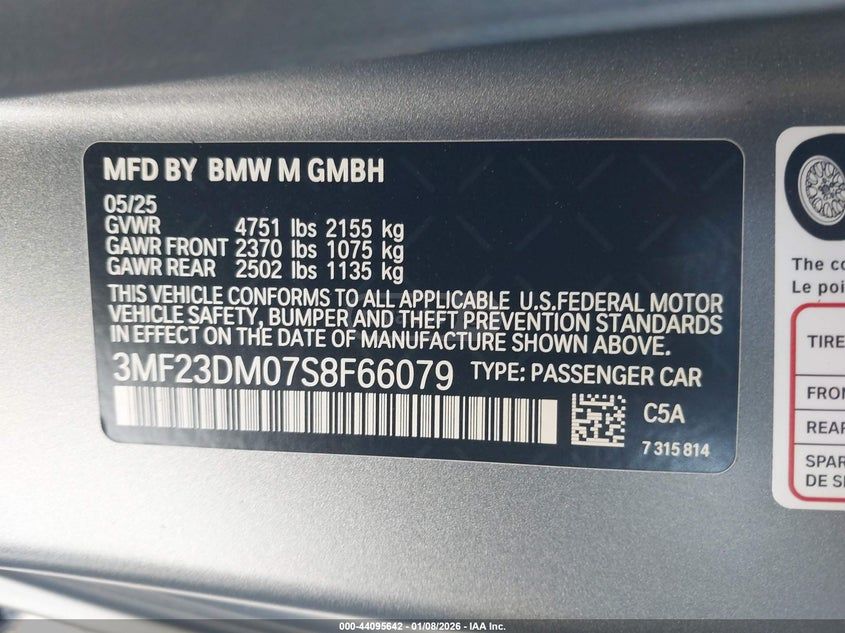 MFD BY BMW M GMBH
05/25
GVWR 4751 lbs 2155 kg
GAWR FRONT 2370 lbs 1075 kg
GAWR REAR 2502 lbs 1135 kg
THIS VEHICLE CONFORMS TO ALL APPLICABLE U.S.FEDERAL MOTOR
VEHICLE SAFETY, BUMPER AND THEFT PREVENTION STANDARDS
IN EFFECT ON THE DATE OF MANUFACTURE SHOWN ABOVE.
3MF23DM07S8F66079 TYPE: PASSENGER CAR
C5A
7 315 814
The co
Le poi
TIRE
FRON
REAR
SPAR
DE SE
000-44095642 - 01/08/2026 - IAA Inc.